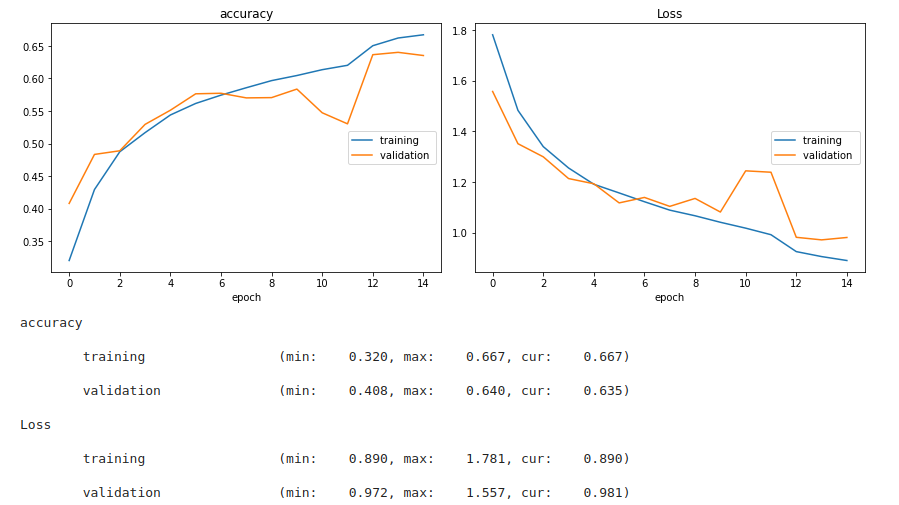 accuracy
0.65
0.60
0.55
0.50
0.45
0.40
0.35
training
validation
0 2 4 6 8 10 12 14
epoch
Loss
1.8
1.6
1.4
1.2
1.0
training
validation
0 2 4 6 8 10 12 14
epoch
accuracy
training (min: 0.320, max: 0.667, cur: 0.667)
validation (min: 0.408, max: 0.640, cur: 0.635)
Loss
training (min: 0.890, max: 1.781, cur: 0.890)
validation (min: 0.972, max: 1.557, cur: 0.981)